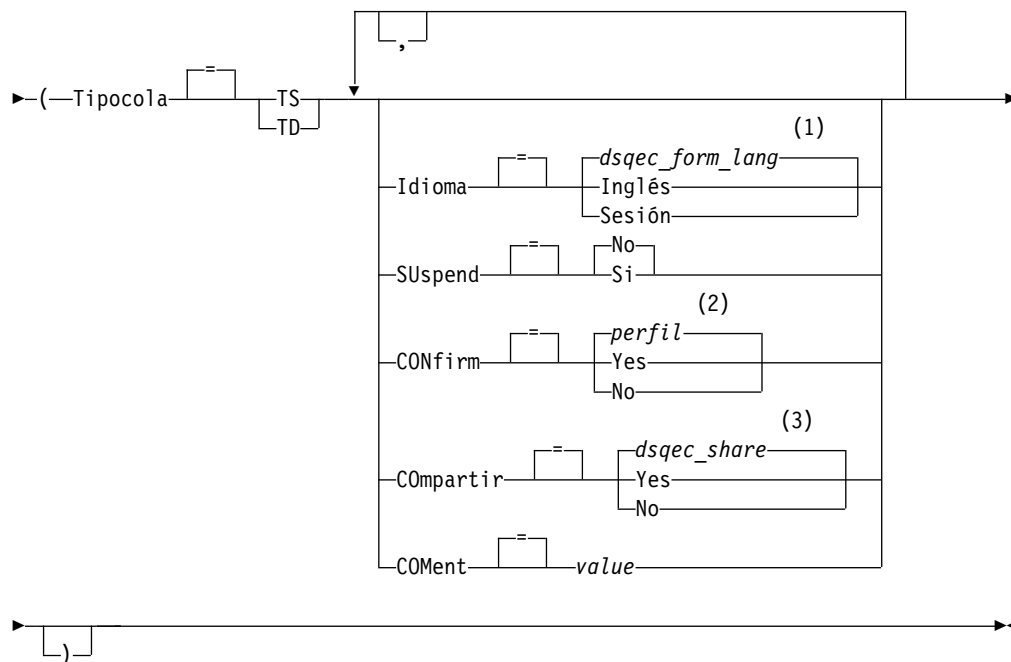 ,
( Tipocola = TS
TD
(1)
Idioma = dsqec_form_lang
Inglés
Sesión
SUspend = No
Si
(2)
CONfirm = perfil
Yes
No
(3)
COmpartir = dsqec_share
Yes
No
COMent = value
)